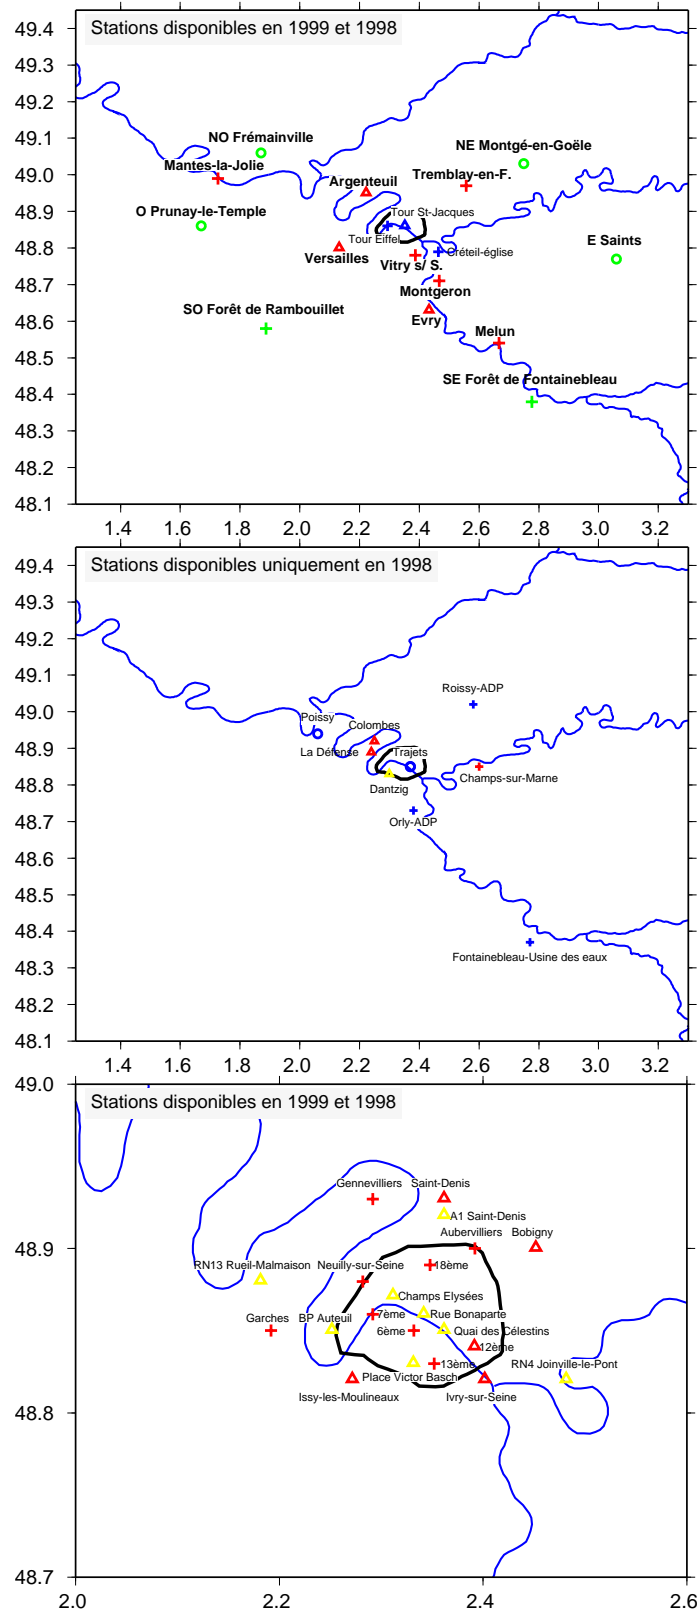 Stations disponibles en 1999 et 1998
49.4
49.3
49.2
49.1
49.0
48.9
48.8
48.7
48.6
48.5
48.4
48.3
48.2
48.1
NO Frémainville
NE Montgé-en-Goële
Mantes-la-Jolie
Tremblay-en-F.
Argenteuil
O Prunay-le-Temple
Tour St-Jacques
Tour Eiffel
E Saints
Créteil-église
Versailles
Vitry s/ S.
Montgeron
SO Forêt de Rambouillet
Evry
Melun
SE Forêt de Fontainebleau
1.4 1.6 1.8 2.0 2.2 2.4 2.6 2.8 3.0 3.2
Stations disponibles uniquement en 1998
49.4
49.3
49.2
49.1
49.0
48.9
48.8
48.7
48.6
48.5
48.4
48.3
48.2
48.1
Roissy-ADP
Poissy
Colombes
La Défense
Trajets
Champs-sur-Marne
Dantzig
Orly-ADP
Fontainebleau-Usine des eaux
1.4 1.6 1.8 2.0 2.2 2.4 2.6 2.8 3.0 3.2
Stations disponibles en 1999 et 1998
49.0
48.9
48.8
48.7
Gennevilliers
Saint-Denis
A1 Saint-Denis
Aubervilliers
Bobigny
RN13 Rueil-Malmaison
Neuilly-sur-Seine
18ème
Champs Elysées
Garches
BP Auteuil
7ème
Rue Bonaparte
6ème
Quai des Célestins
12ème
13ème
RN4 Joinville-le-Pont
Place Victor Basch
Issy-les-Moulineaux
Ivry-sur-Seine
2.0 2.2 2.4 2.6